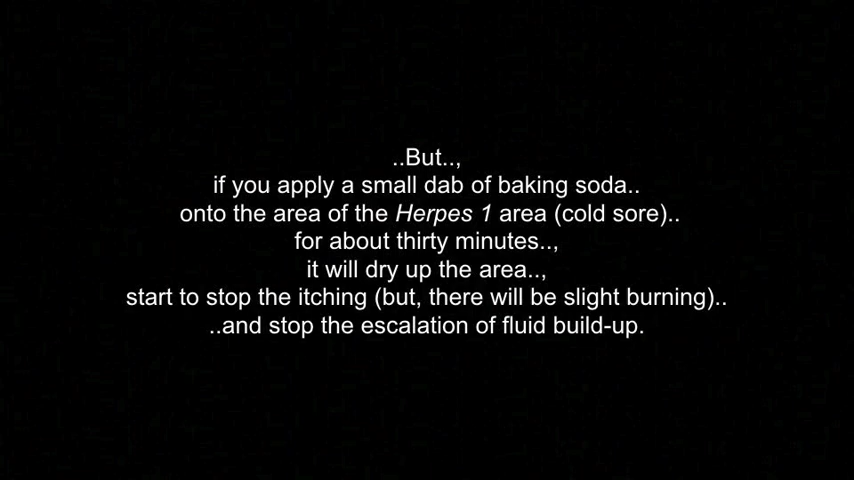 ..But..,
if you apply a small dab of baking soda..
onto the area of the Herpes 1 area (cold sore)..
for about thirty minutes..,
it will dry up the area..,
start to stop the itching (but, there will be slight burning)..
..and stop the escalation of fluid build-up.